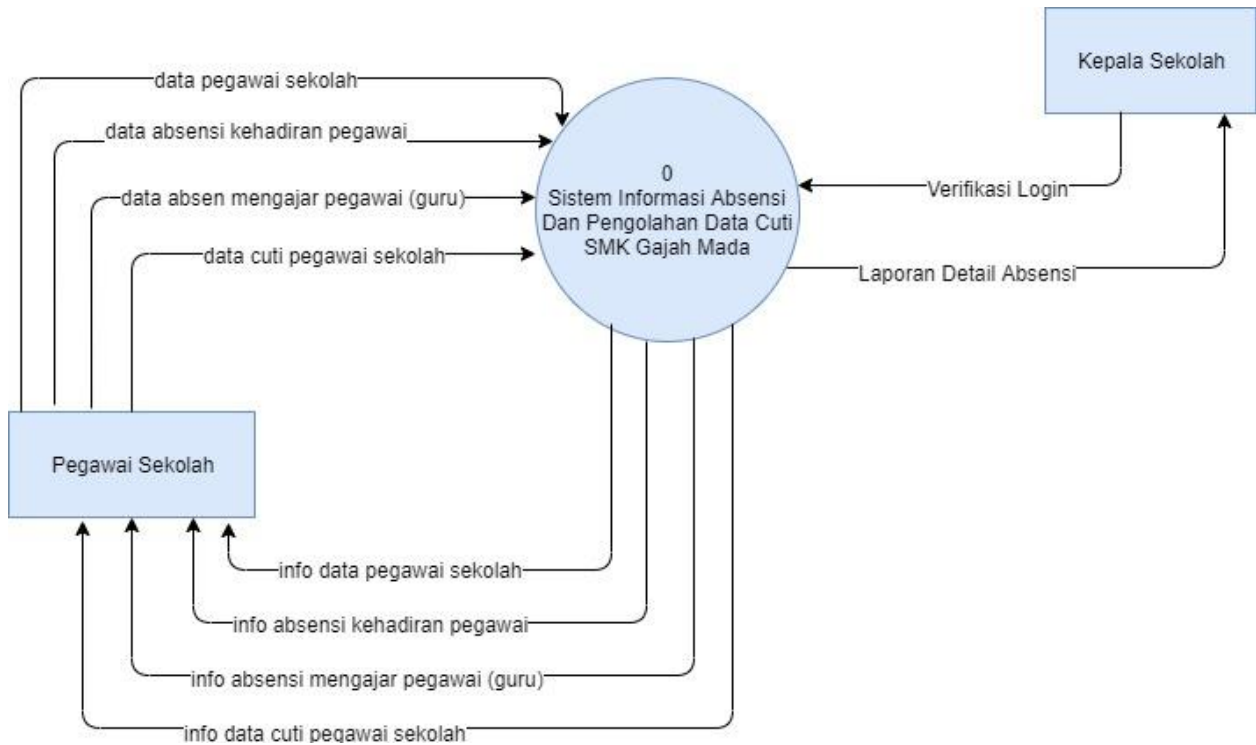 data pegawai sekolah
data absensi kehadiran pegawai
data absen mengajar pegawai (guru)
data cuti pegawai sekolah
0
Sistem Informasi Absensi
Dan Pengolahan Data Cuti
SMK Gajah Mada
Kepala Sekolah
Verifikasi Login
Laporan Detail Absensi
Pegawai Sekolah
info data pegawai sekolah
info absensi kehadiran pegawai
info absensi mengajar pegawai (guru)
info data cuti pegawai sekolah